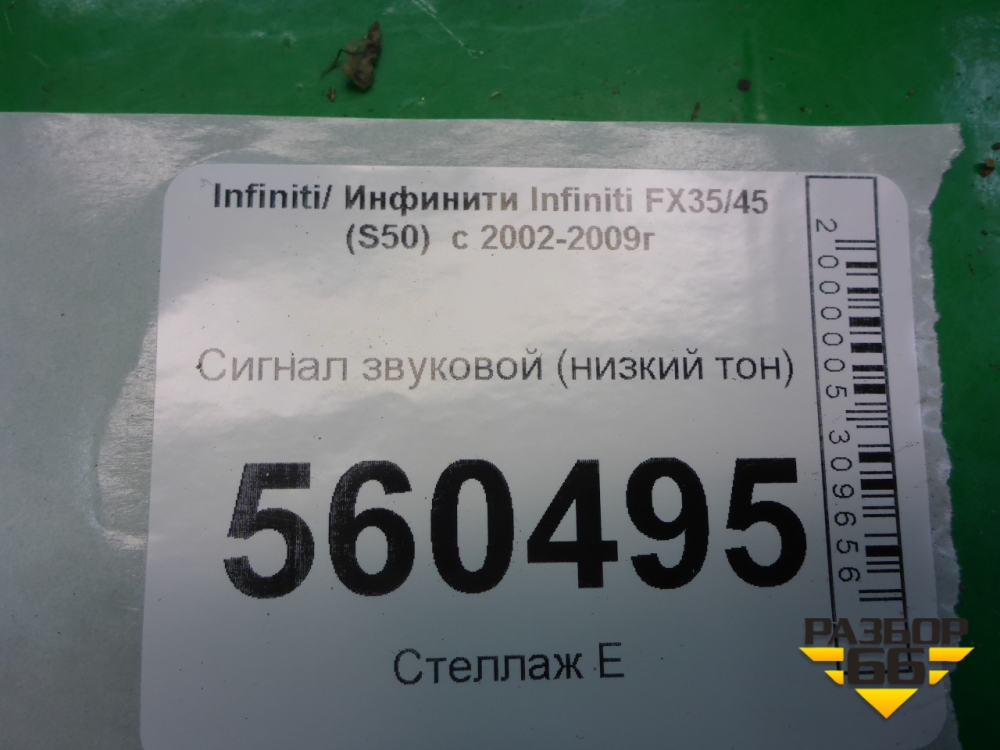 Infiniti/ Инфинити Infiniti FX35/45
(S50) с 2002-2009г
Сигнал звуковой (низкий тон)
560495
Стеллаж Е
2000005309656
РАЗБОР
66